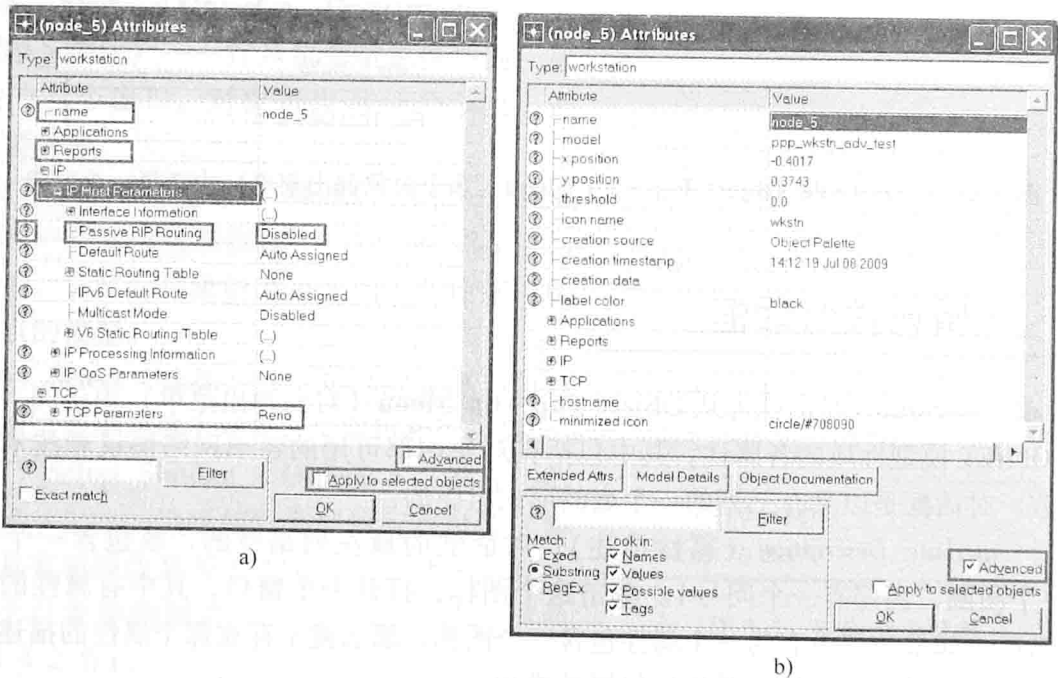 (node_5) Attributes
Type: workstation
Attribute Value
name node_5
Applications
Reports
IP
IP Host Parameters (...)
Interface Information (...)
Passive RIP Routing Disabled
Default Route Auto Assigned
Static Routing Table None
IPv6 Default Route Auto Assigned
Multicast Mode Disabled
V6 Static Routing Table (...)
IP Processing Information (...)
IP QoS Parameters None
TCP
TCP Parameters Reno
Advanced
Filter
Apply to selected objects
Exact match
OK Cancel
a)
(node_5) Attributes
Type: workstation
Attribute Value
name node_5
model ppp_wkstn_adv_test
x position -0.4017
y position 0.3743
threshold 0.0
icon name wkstn
creation source Object Palette
creation timestamp 14:12:19 Jul 08 2009
creation data
label color black
Applications
Reports
IP
TCP
hostname
minimized icon circle/#708090
Extended Attrs. Model Details Object Documentation
Filter
Match: Look in:
Exact Names
Substring Values
RegEx Possible values
Tags
Advanced
Apply to selected objects
OK Cancel
b)